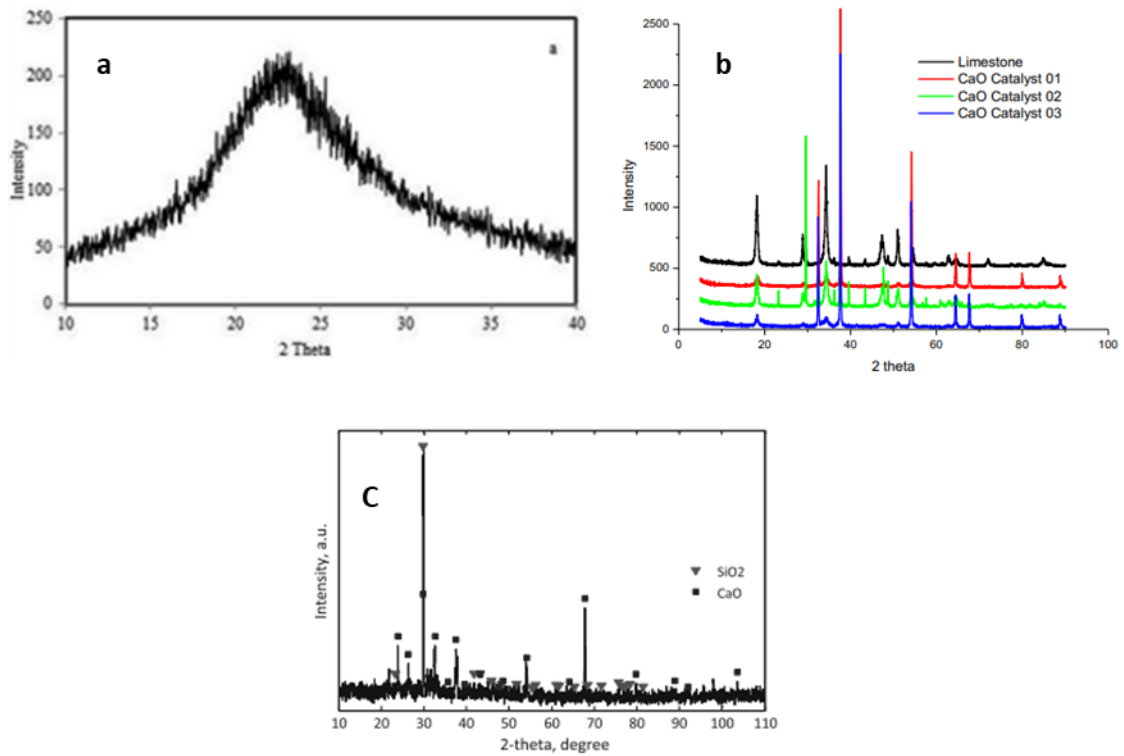 250
200
150
100
50
0
Intensity
a
a
10 15 20 25 30 35 40
2 Theta
b
2500
2000
1500
1000
500
0
Intensity
Limestone
CaO Catalyst 01
CaO Catalyst 02
CaO Catalyst 03
0 20 40 60 80 100
2 theta
C
Intensity, a.u.
SiO2
CaO
10 20 30 40 50 60 70 80 90 100 110
2-theta, degree